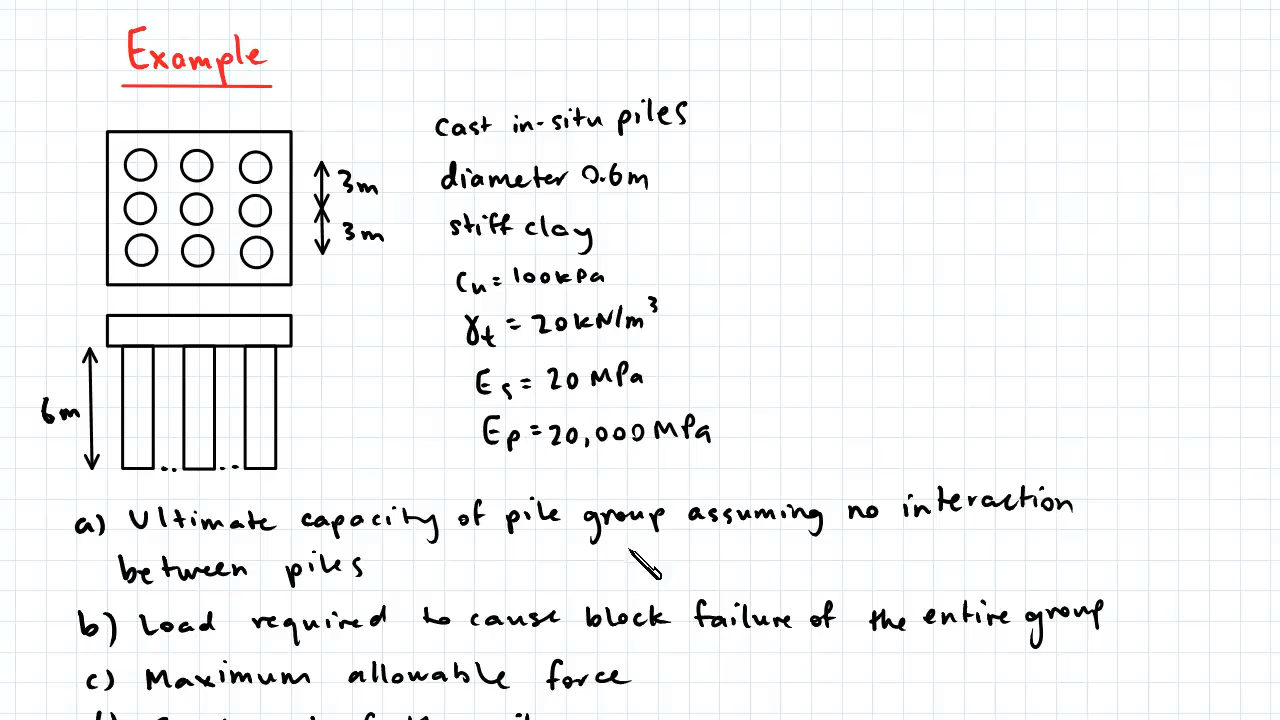 Example
Cast in-situ piles
3m
diameter 0.6m
3m
stiff clay
Cu = 100kPa
γt = 20kN/m³
Es = 20 MPa
6m
Ep = 20,000 MPa
a) Ultimate capacity of pile group assuming no interaction
between piles
b) Load required to cause block failure of the entire group
c) Maximum allowable force